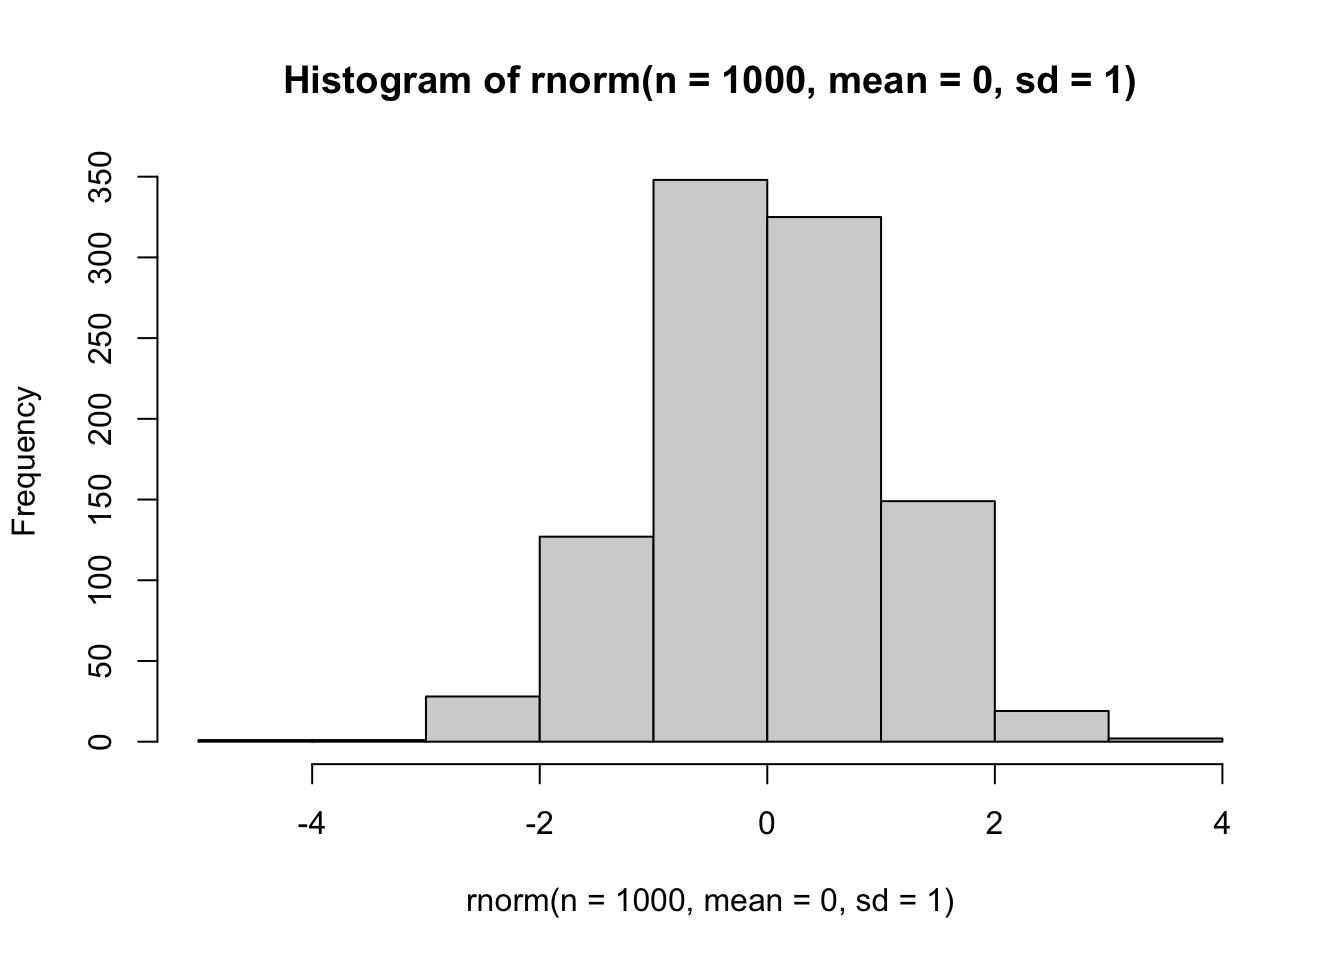 Histogram of rnorm(n = 1000, mean = 0, sd = 1)
Frequency
350
300
250
200
150
100
50
0
-4 -2 0 2 4
rnorm(n = 1000, mean = 0, sd = 1)